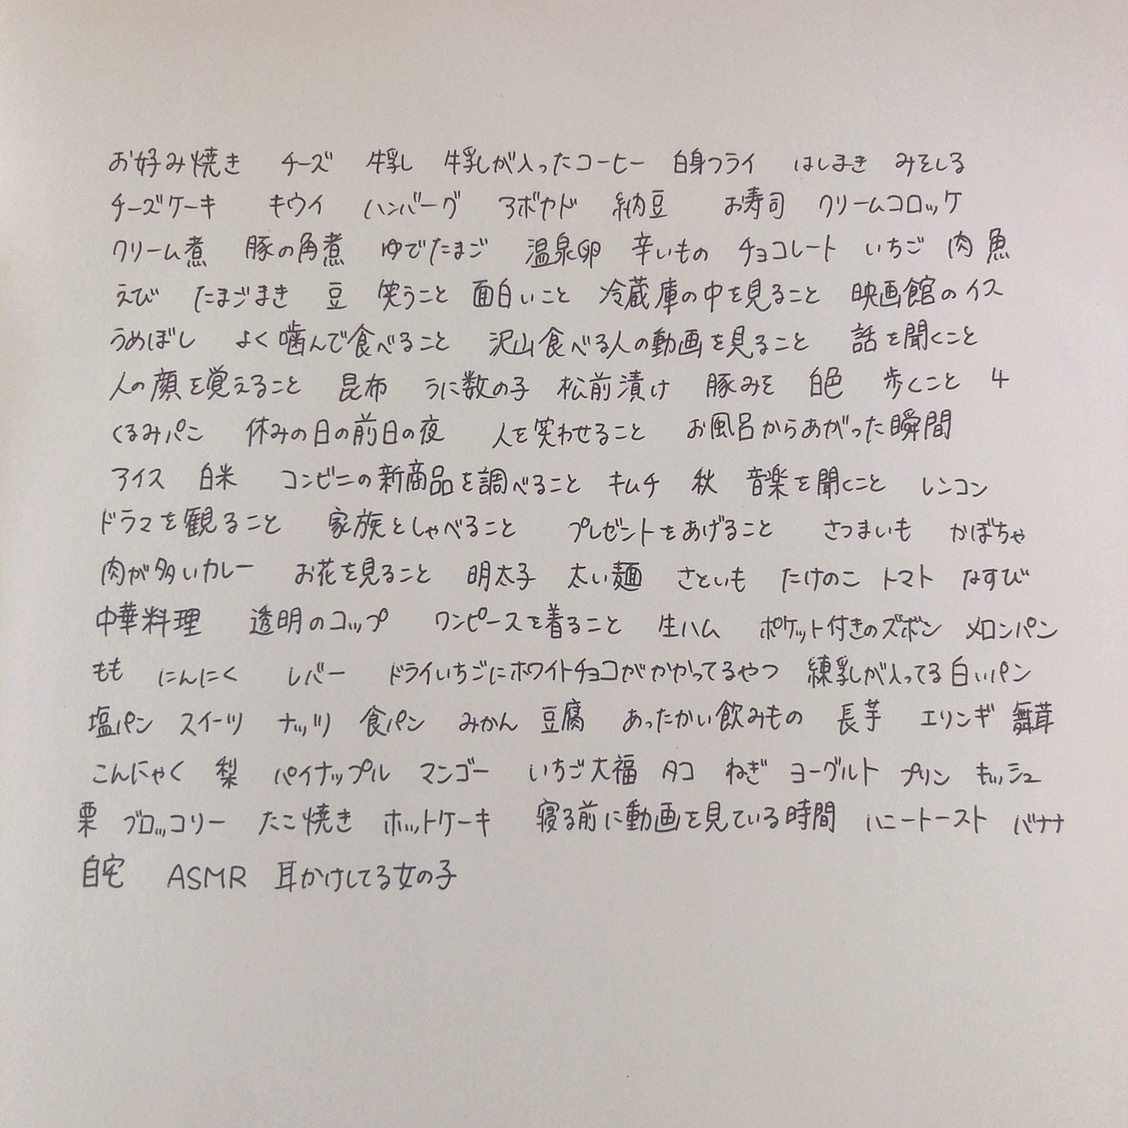 お好み焼き チーズ 牛乳 牛乳が入ったコーヒー 白身フライ はしまき みそしる
チーズケーキ キウイ ハンバーグ アボカド 納豆 お寿司 クリームコロッケ
クリーム煮 豚の角煮 ゆでたまご 温泉卵 辛いもの チョコレート いちご 肉 魚
えび たまごまき 豆 笑うこと 面白いこと 冷蔵庫の中を見ること 映画館のイス
うめぼし よく噛んで食べること 沢山食べる人の動画を見ること 話を聞くこと
人の顔を覚えること 昆布 うに数の子 松前漬け 豚みそ 白色 歩くこと 4
くるみパン 休みの日の前日の夜 人を笑わせること お風呂からあがった瞬間
アイス 白米 コンビニの新商品を調べること キムチ 秋 音楽を聞くこと レンコン
ドラマを観ること 家族としゃべること プレゼントをあげること さつまいも かぼちゃ
肉が多いカレー お花を見ること 明太子 太い麺 さといも たけのこ トマト なすび
中華料理 透明のコップ ワンピースを着ること 生ハム ポケット付きのズボン メロンパン
もも にんにく レバー ドライいちごにホワイトチョコがかかってるやつ 練乳が入ってる白いパン
塩パン スイーツ ナッツ 食パン みかん 豆腐 あったかい飲みもの 長芋 エリンギ 舞茸
こんにゃく 梨 パイナップル マンゴー いちご大福 タコ ねぎ ヨーグルト プリン キッシュ
栗 ブロッコリー たこ焼き ホットケーキ 寝る前に動画を見ている時間 ハニートースト バナナ
自宅 ASMR 耳かけしてる女の子